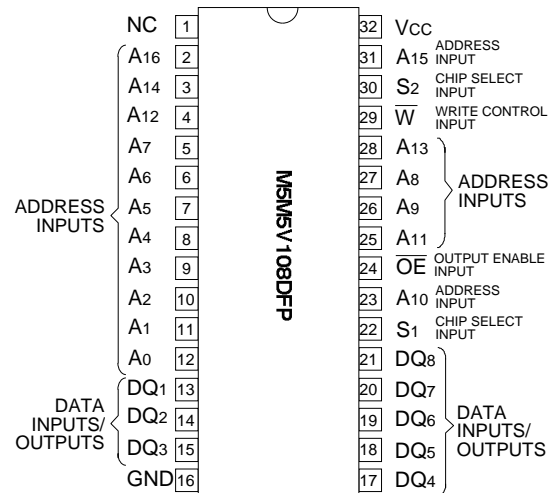 NC 1
A16 2
A14 3
A12 4
A7 5
A6 6
A5 7
A4 8
A3 9
A2 10
A1 11
A0 12
DQ1 13
DQ2 14
DQ3 15
GND 16
ADDRESS
INPUTS
DATA
INPUTS/
OUTPUTS
M5M5V108DFP
32 VCC
31 A15 ADDRESS
INPUT
30 S2 CHIP SELECT
INPUT
29 W WRITE CONTROL
INPUT
28 A13
27 A8
26 A9
25 A11
ADDRESS
INPUTS
24 OE OUTPUT ENABLE
INPUT
23 A10 ADDRESS
INPUT
22 S1 CHIP SELECT
INPUT
21 DQ8
20 DQ7
19 DQ6
18 DQ5
17 DQ4
DATA
INPUTS/
OUTPUTS